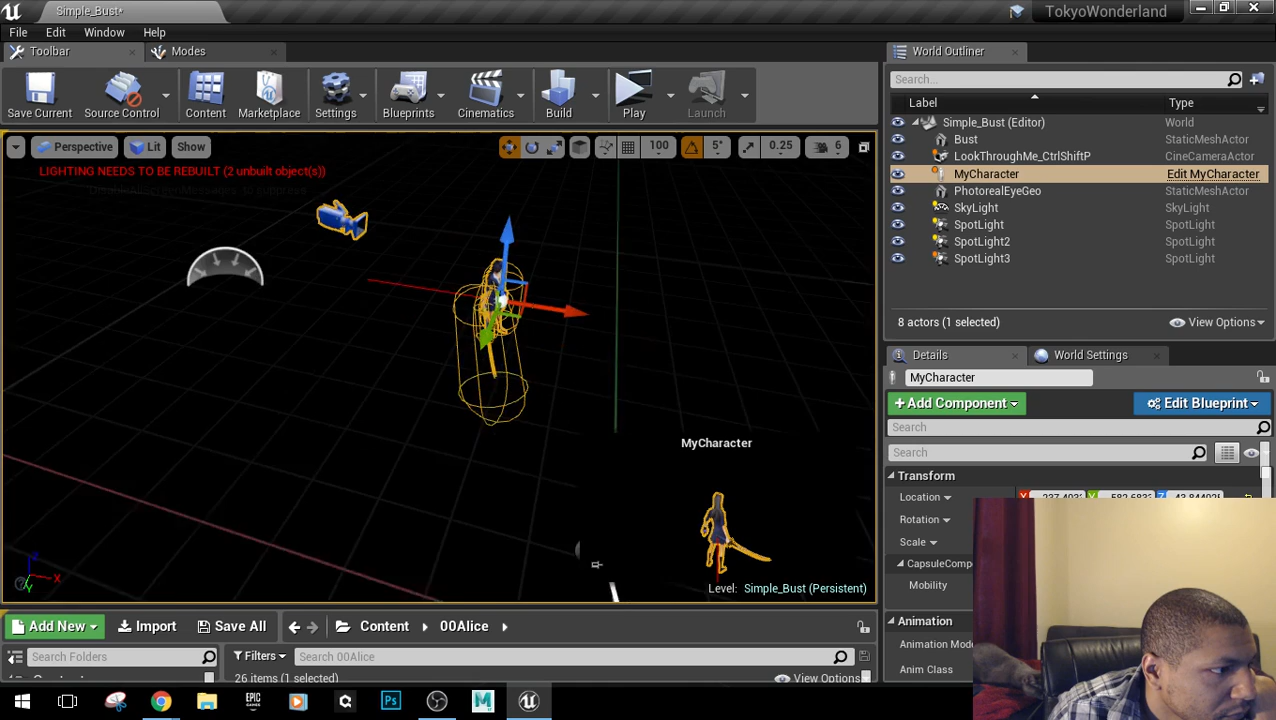 Simple_Bust*
TokyoWonderland
File Edit Window Help
Toolbar
Modes
Save Current
Source Control
Content
Marketplace
Settings
Blueprints
Cinematics
Build
Play
Launch
Perspective
Lit
Show
100
5°
0.25
6
LIGHTING NEEDS TO BE REBUILT (2 unbuilt object(s))
X
Y
MyCharacter
Level: Simple_Bust (Persistent)
Add New
Import
Save All
Content
00Alice
Search Folders
Filters
Search 00Alice
26 items (1 selected)
View Options
World Outliner
Search...
Label
Type
Simple_Bust (Editor)
World
Bust
StaticMeshActor
LookThroughMe_CtrlShiftP
CineCameraActor
MyCharacter
Edit MyCharacter
PhotorealEyeGeo
StaticMeshActor
SkyLight
SkyLight
SpotLight
SpotLight
SpotLight2
SpotLight
SpotLight3
SpotLight
8 actors (1 selected)
View Options
Details
World Settings
MyCharacter
+Add Component
Edit Blueprint
Search
Search
Transform
Location
Rotation
Scale
CapsuleComp
Mobility
Animation
Animation Mode
Anim Class
Ps